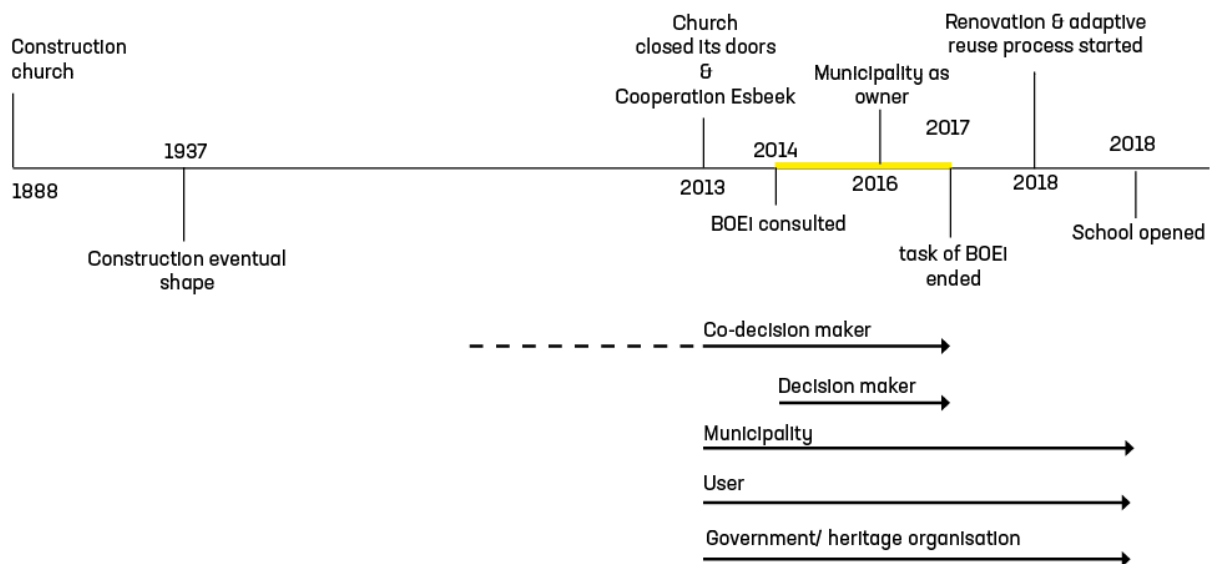 Construction
church
1888
1937
Construction eventual
shape
Church
closed its doors
&
Cooperation Esbeek
2013
2014
BOEI consulted
Municipality as
owner
2016
2017
task of BOEI
ended
Renovation & adaptive
reuse process started
2018
2018
School opened
Co-decision maker
Decision maker
Municipality
User
Government/ heritage organisation